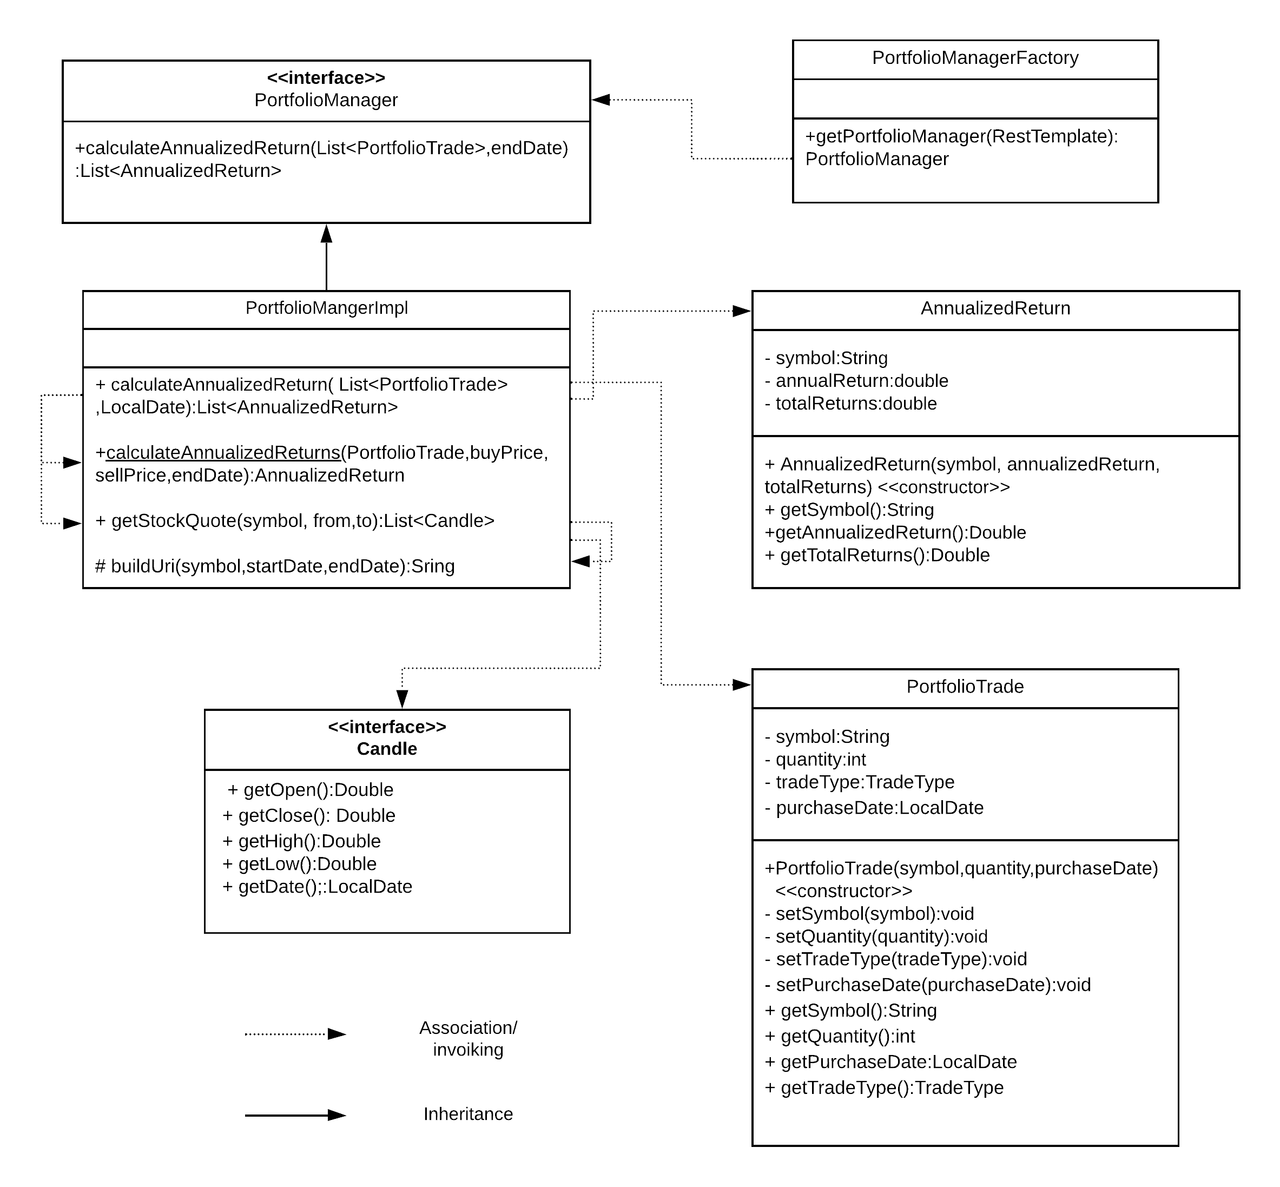 <<interface>>
PortfolioManager
+calculateAnnualizedReturn(List<PortfolioTrade>,endDate)
:List<AnnualizedReturn>
PortfolioManagerFactory
+getPortfolioManager(RestTemplate):
PortfolioManager
PortfolioMangerImpl
+ calculateAnnualizedReturn( List<PortfolioTrade>
,LocalDate):List<AnnualizedReturn>
+calculateAnnualizedReturns(PortfolioTrade,buyPrice,
sellPrice,endDate):AnnualizedReturn
+ getStockQuote(symbol, from,to):List<Candle>
# buildUri(symbol,startDate,endDate):Sring
AnnualizedReturn
- symbol:String
- annualReturn:double
- totalReturns:double
+ AnnualizedReturn(symbol, annualizedReturn,
totalReturns) <<constructor>>
+ getSymbol():String
+getAnnualizedReturn():Double
+ getTotalReturns():Double
<<interface>>
Candle
+ getOpen():Double
+ getClose(): Double
+ getHigh():Double
+ getLow():Double
+ getDate();:LocalDate
PortfolioTrade
- symbol:String
- quantity:int
- tradeType:TradeType
- purchaseDate:LocalDate
+PortfolioTrade(symbol,quantity,purchaseDate)
<<constructor>>
- setSymbol(symbol):void
- setQuantity(quantity):void
- setTradeType(tradeType):void
- setPurchaseDate(purchaseDate):void
+ getSymbol():String
+ getQuantity():int
+ getPurchaseDate:LocalDate
+ getTradeType():TradeType
Association/
invoiking
Inheritance